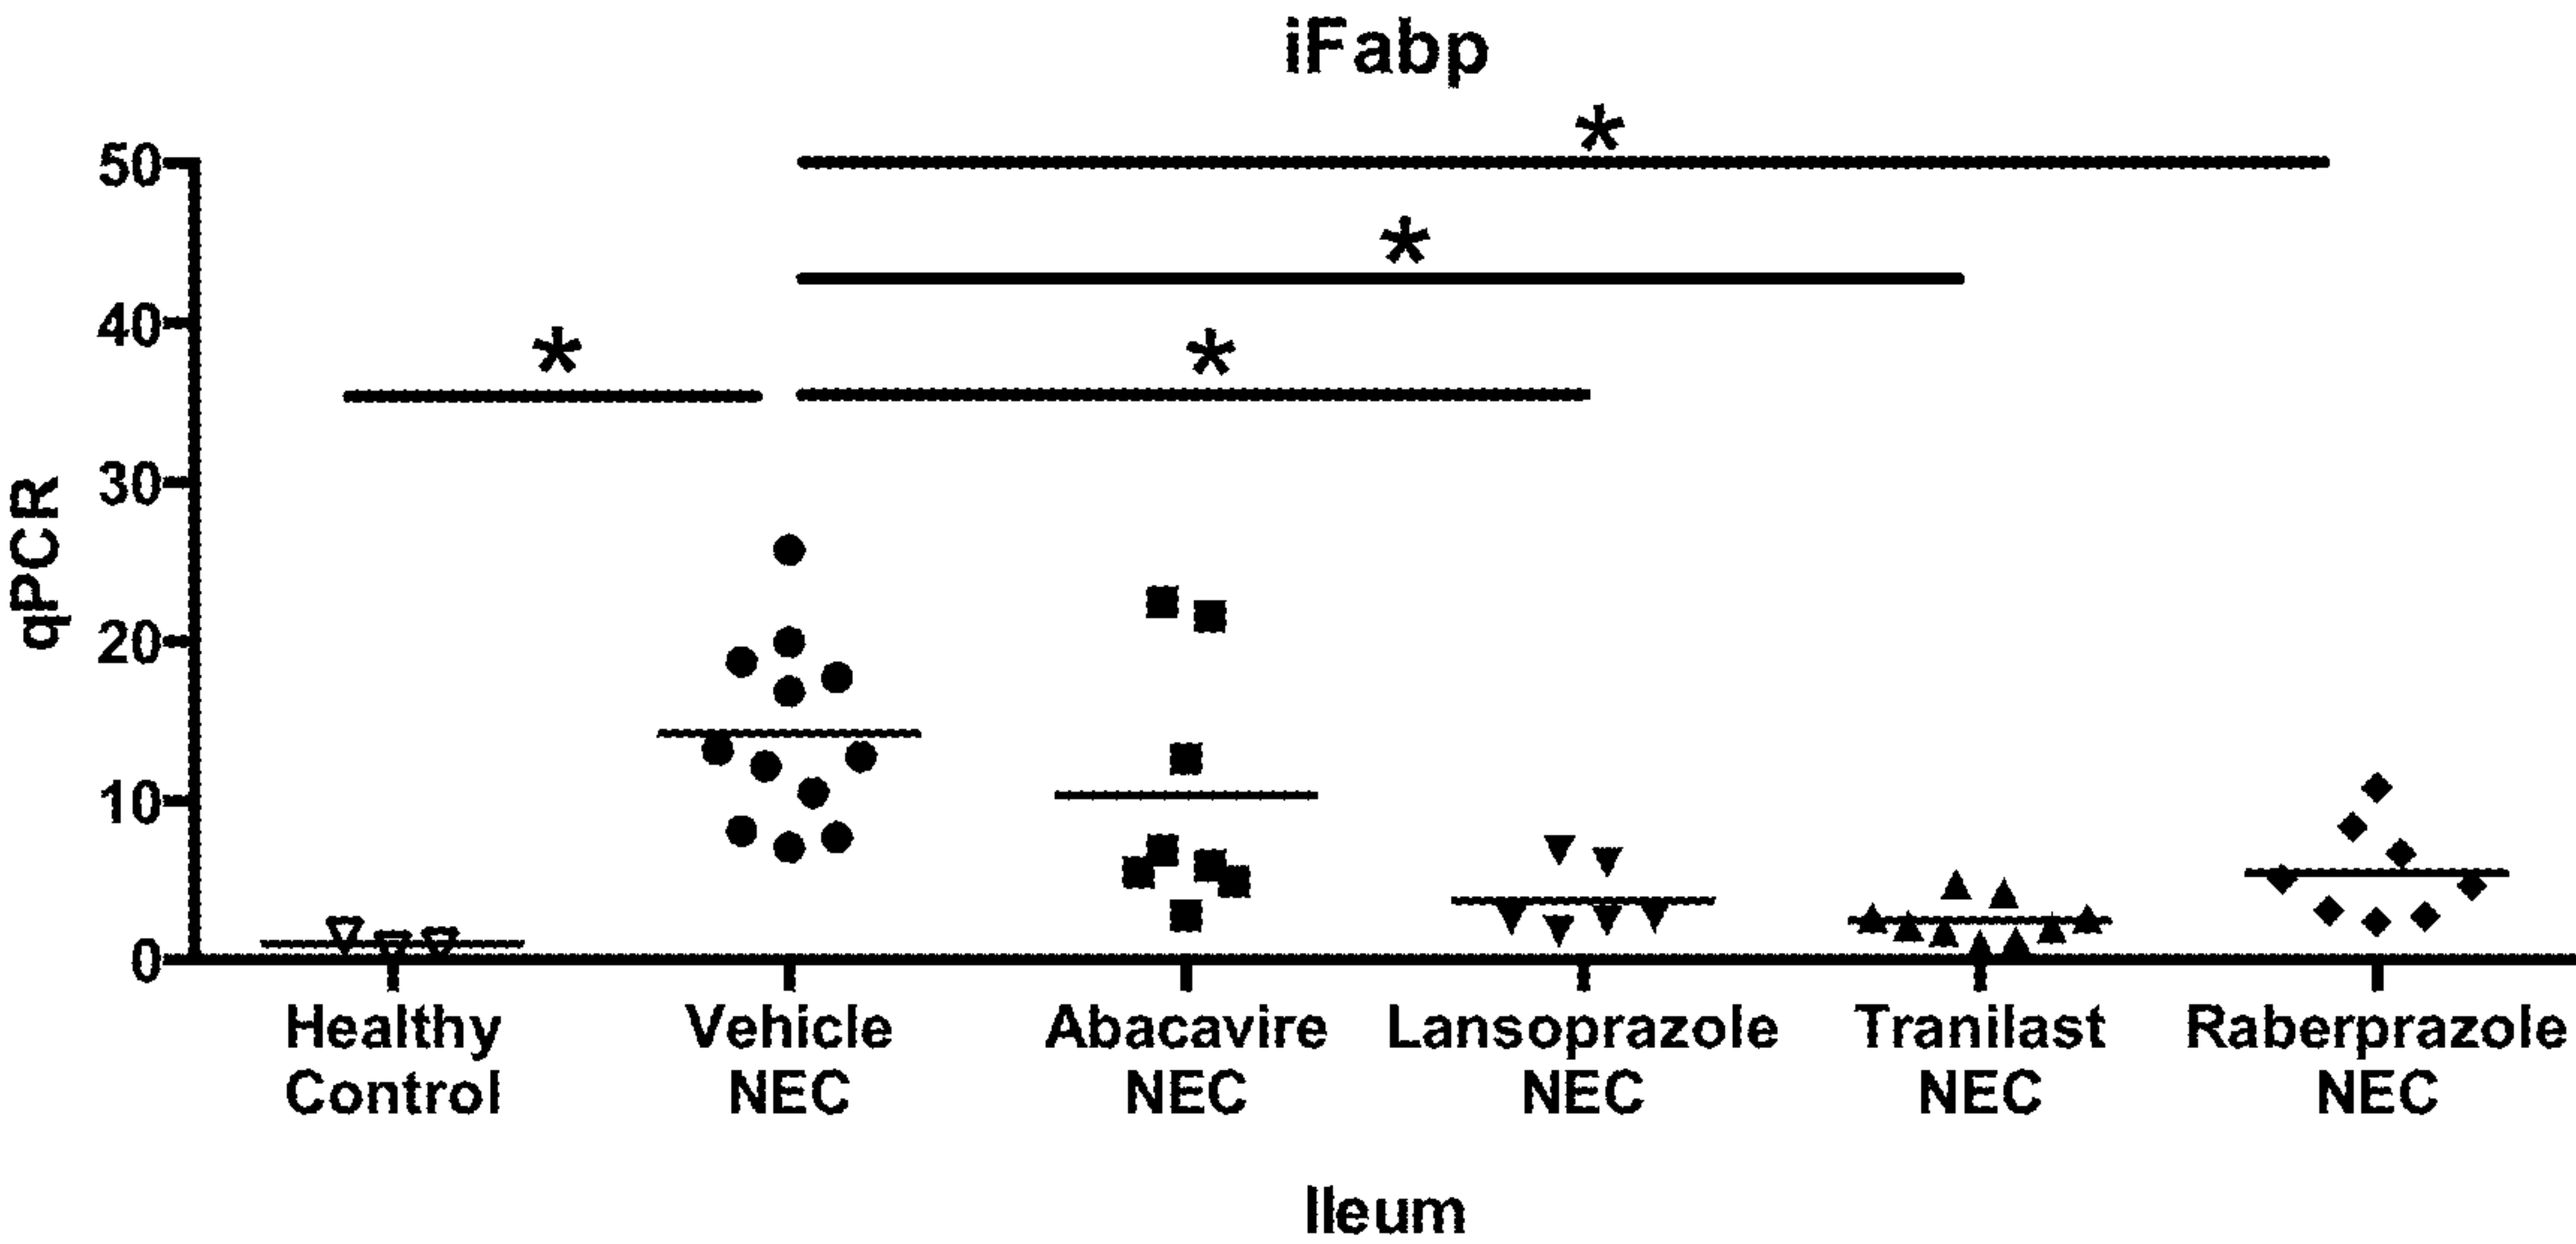 iFabp
*
50
*
40
*
*
30
qPCR
20
10
0
Healthy Control
Vehicle NEC
Abacavire NEC
Lansoprazole NEC
Tranilast NEC
Raberprazole NEC
Ileum